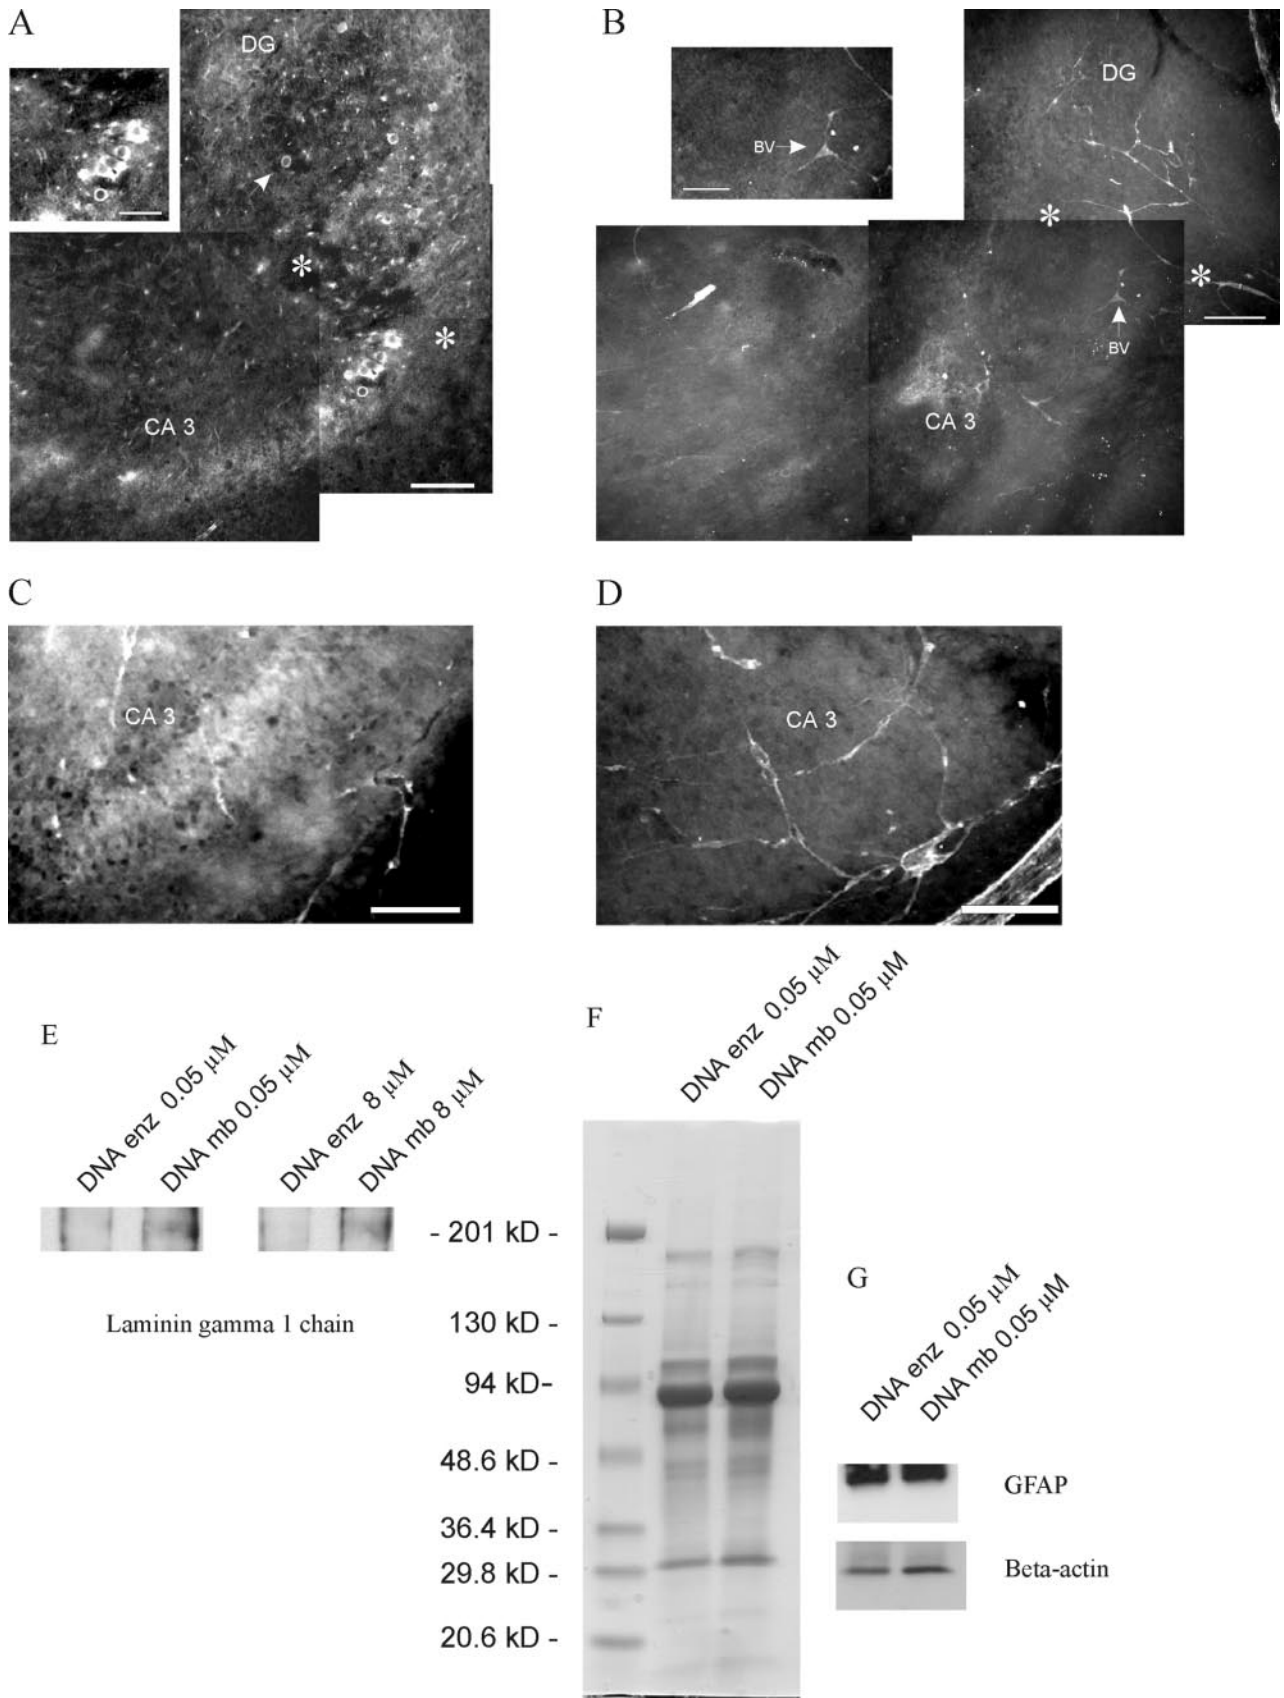 A
DG
*
*
CA 3
B
BV
DG
*
*
BV
CA 3
C
CA 3
D
CA 3
E
DNA enz 0.05 µM
DNA mb 0.05 µM
DNA enz 8 µM
DNA mb 8 µM
Laminin gamma 1 chain
F
DNA enz 0.05 µM
DNA mb 0.05 µM
- 201 kD -
130 kD -
94 kD-
48.6 kD -
36.4 kD -
29.8 kD -
20.6 kD -
G
DNA enz 0.05 µM
DNA mb 0.05 µM
GFAP
Beta-actin